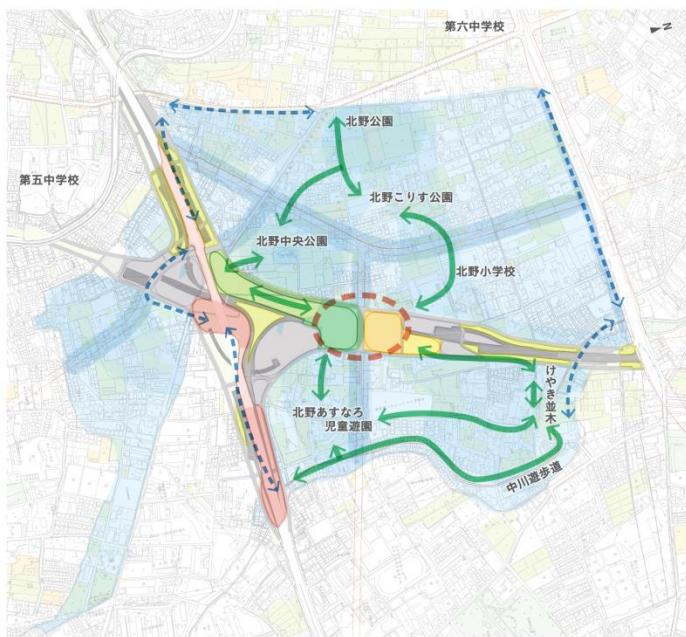 第六中学校
N
北野公園
第五中学校
北野こりす公園
北野中央公園
北野小学校
けやき並木
北野あすなろ
児童遊園
中川遊歩道